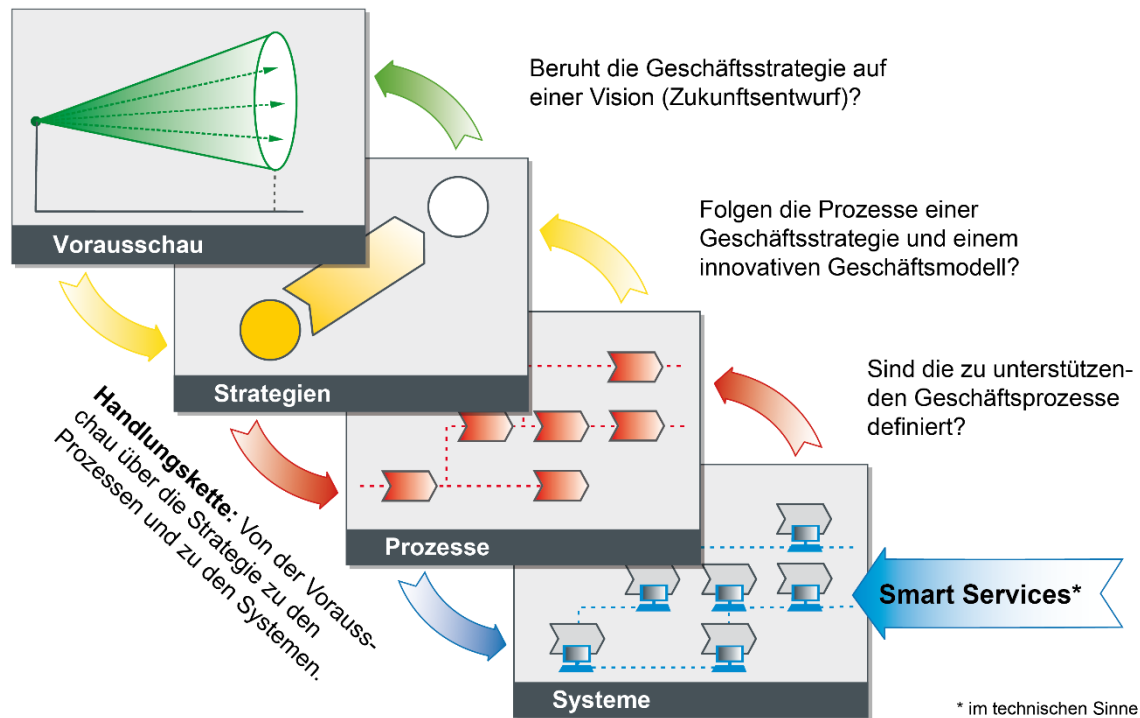 Beruht die Geschäftsstrategie auf
einer Vision (Zukunftsentwurf)?
Vorausschau
Folgen die Prozesse einer
Geschäftsstrategie und einem
innovativen Geschäftsmodell?
Strategien
Sind die zu unterstützen-
den Geschäftsprozesse
definiert?
Handlungskette: Von der Vorauss-
chau über die Strategie zu den
Prozessen und zu den Systemen.
Prozesse
Smart Services*
Systeme
* im technischen Sinne